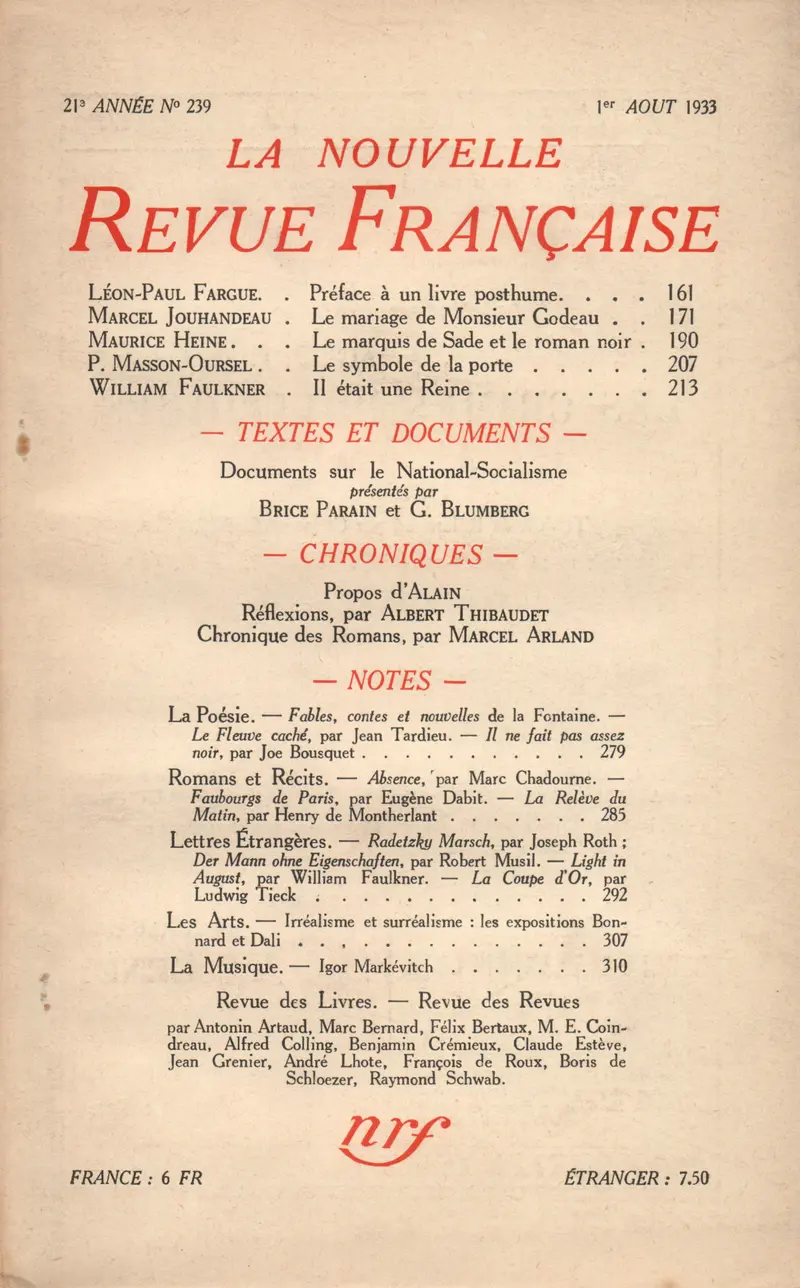 21ᵉ ANNÉE Nº 239
1er AOUT 1933
LA NOUVELLE
REVUE FRANÇAISE
LÉON-PAUL FARGUE. . Préface à un livre posthume. . . . 161
MARCEL JOUHANDEAU . Le mariage de Monsieur Godeau . . 171
MAURICE HEINE. . . Le marquis de Sade et le roman noir . 190
P. MASSON-OURSEL. . Le symbole de la porte . . . . . 207
WILLIAM FAULKNER . Il était une Reine . . . . . . . 213
— TEXTES ET DOCUMENTS —
Documents sur le National-Socialisme
présentés par
BRICE PARAIN et G. BLUMBERG
— CHRONIQUES —
Propos d'ALAIN
Réflexions, par ALBERT THIBAUDET
Chronique des Romans, par MARCEL ARLAND
— NOTES —
La Poésie. — Fables, contes et nouvelles de la Fontaine. —
Le Fleuve caché, par Jean Tardieu. — Il ne fait pas assez
noir, par Joe Bousquet . . . . . . . . . . . 279
Romans et Récits. — Absence, par Marc Chadourne. —
Faubourgs de Paris, par Eugène Dabit. — La Relève du
Matin, par Henry de Montherlant . . . . . . . 285
Lettres Étrangères. — Radetzky Marsch, par Joseph Roth ;
Der Mann ohne Eigenschaften, par Robert Musil. — Light in
August, par William Faulkner. — La Coupe d'Or, par
Ludwig Tieck . . . . . . . . . . . . . 292
Les Arts. — Irréalisme et surréalisme : les expositions Bon-
nard et Dali . . . . . . . . . . . . . . 307
La Musique. — Igor Markévitch . . . . . . . 310
Revue des Livres. — Revue des Revues
par Antonin Artaud, Marc Bernard, Félix Bertaux, M. E. Coin-
dreau, Alfred Colling, Benjamin Crémieux, Claude Estève,
Jean Grenier, André Lhote, François de Roux, Boris de
Schloezer, Raymond Schwab.
nrf
FRANCE : 6 FR
ÉTRANGER : 7.50